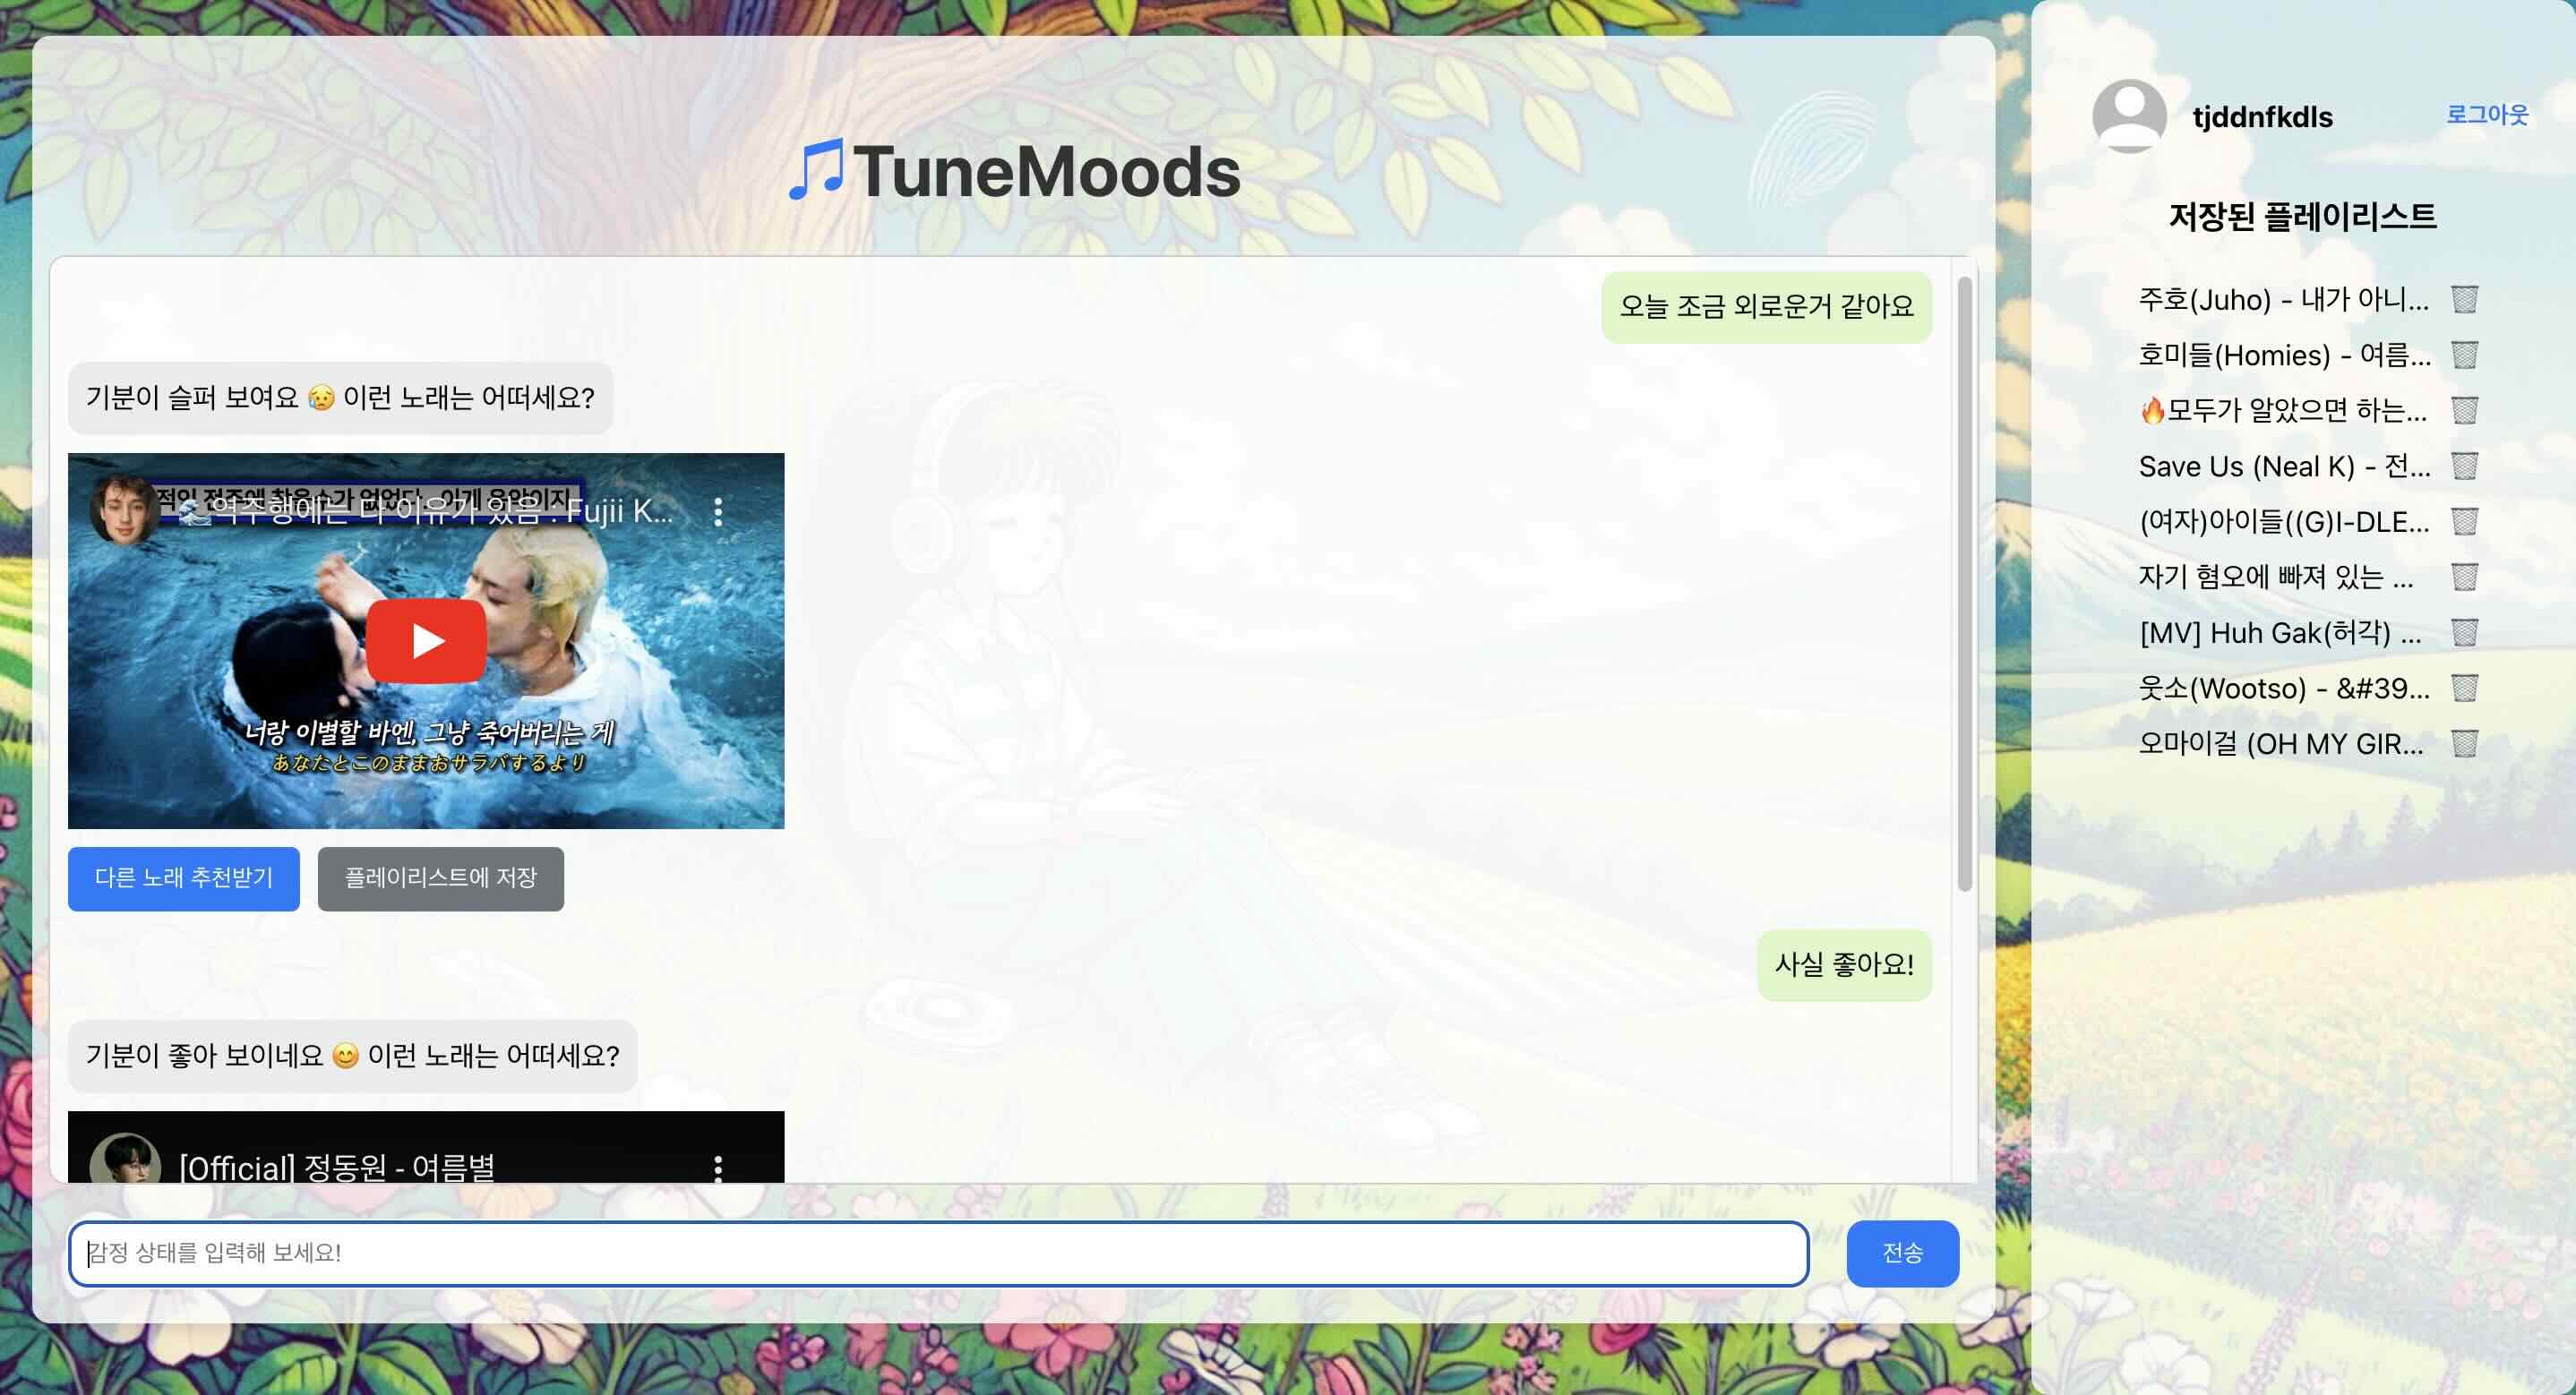 TuneMoods
오늘 조금 외로운거 같아요
기분이 슬퍼 보여요 😥 이런 노래는 어떠세요?
🌊역주행에는 다 이유가 있음 : Fujii K...
너랑 이별할 바엔, 그냥 죽어버리는 게
あなたとこのままおサラバするより
다른 노래 추천받기
플레이리스트에 저장
사실 좋아요!
기분이 좋아 보이네요 😊 이런 노래는 어떠세요?
[Official] 정동원 - 여름별
감정 상태를 입력해 보세요!
전송
tjddnfkdls
로그아웃
저장된 플레이리스트
주호(Juho) - 내가 아니...
호미들(Homies) - 여름...
🔥모두가 알았으면 하는...
Save Us (Neal K) - 전...
(여자)아이들((G)I-DLE...
자기 혐오에 빠져 있는 ...
[MV] Huh Gak(허각) ...
웃소(Wootso) - &#39...
오마이걸 (OH MY GIR...